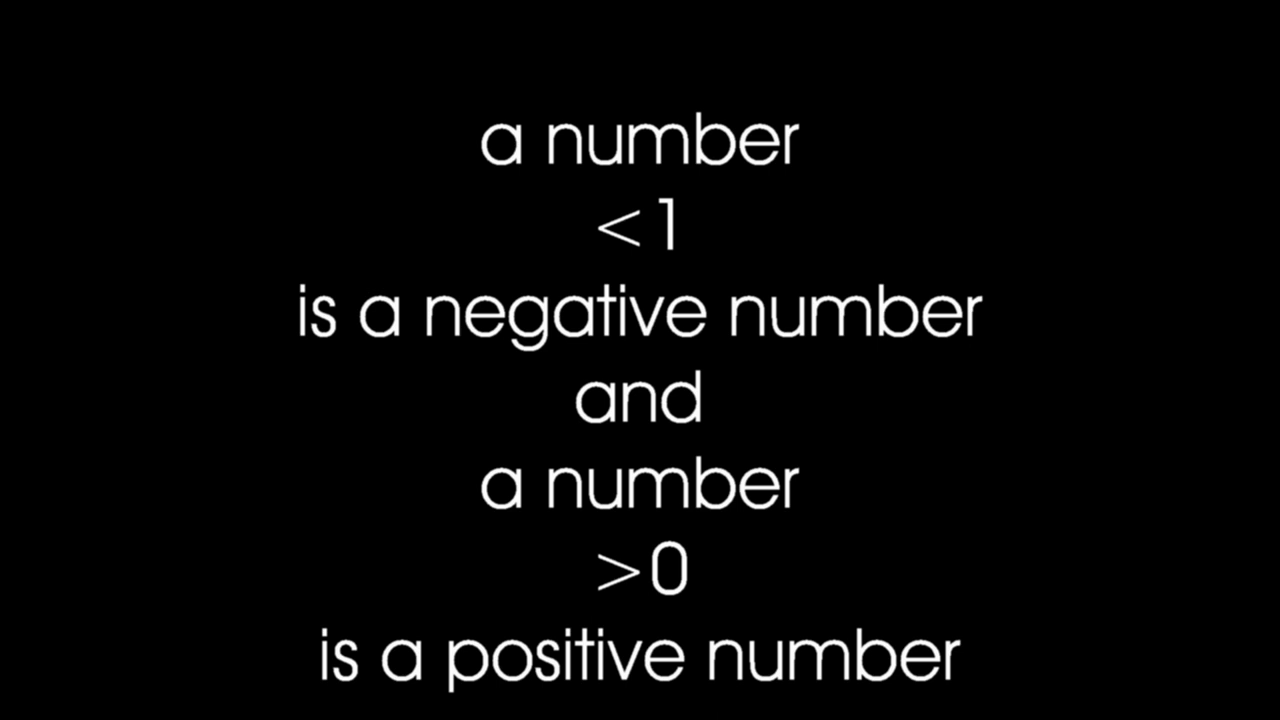 a number
<1
is a negative number
and
a number
>0
is a positive number